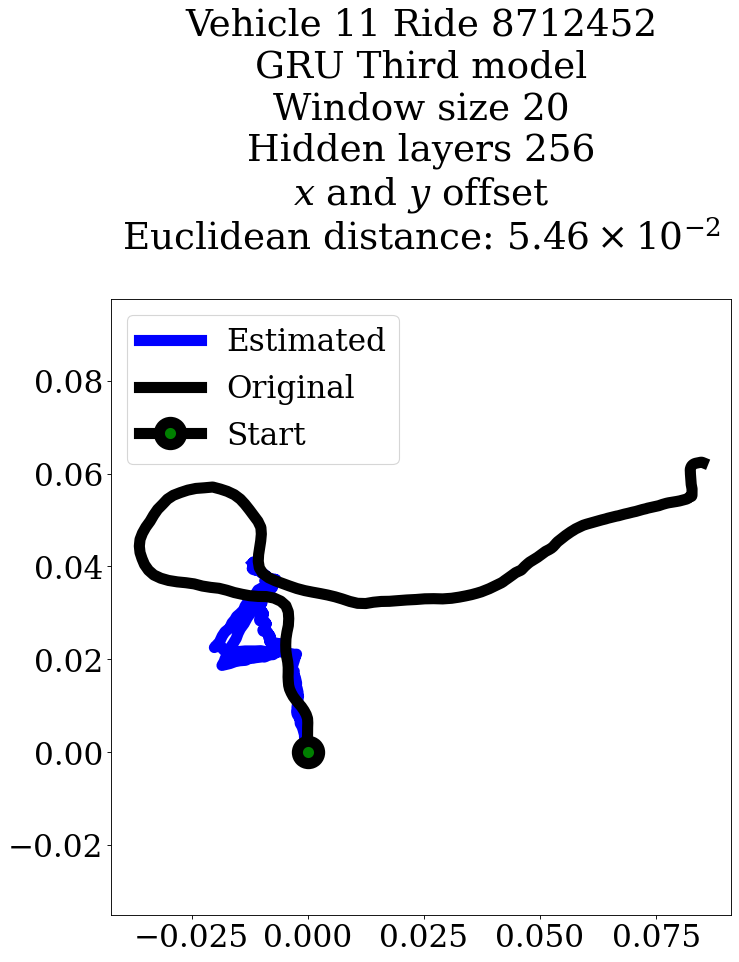 Vehicle 11 Ride 8712452
GRU Third model
Window size 20
Hidden layers 256
x and y offset
Euclidean distance: 5.46 × 10⁻²
Estimated
Original
Start
0.08
0.06
0.04
0.02
0.00
−0.02
−0.025 0.000 0.025 0.050 0.075